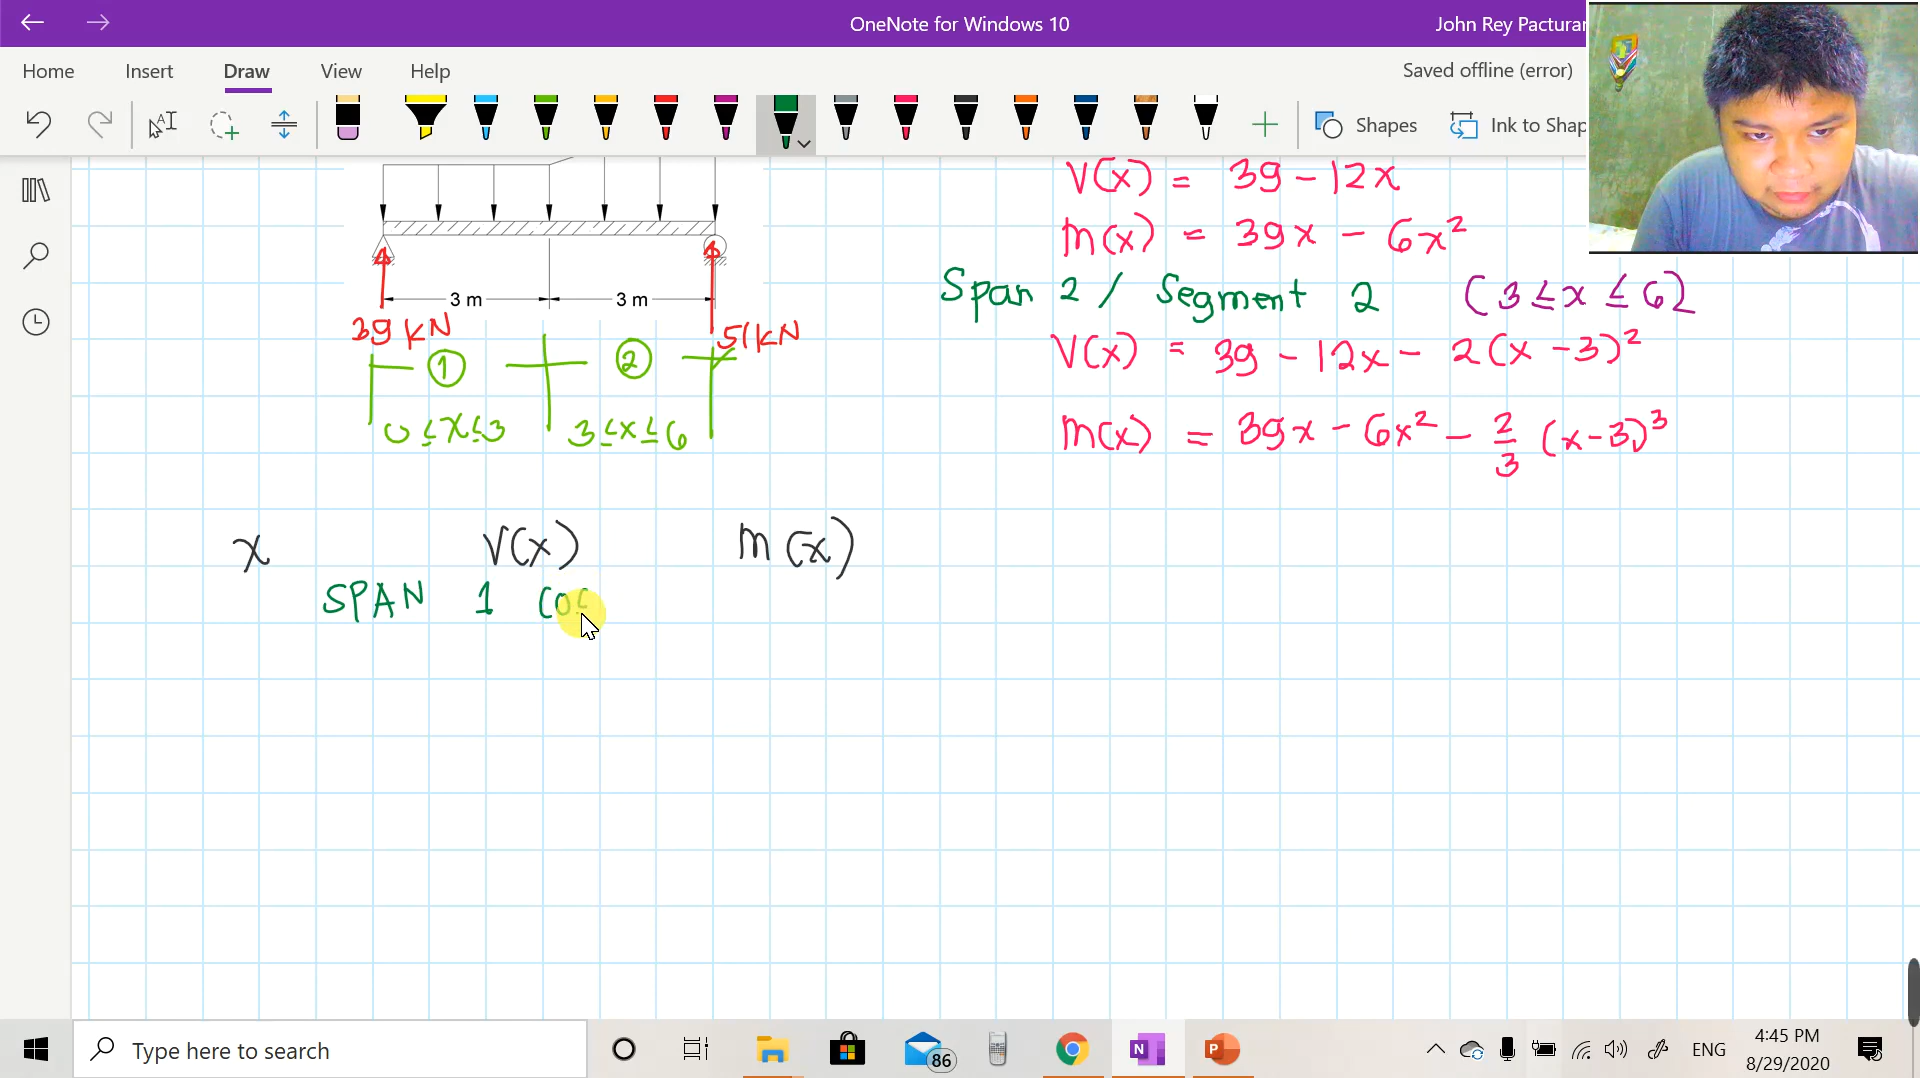 OneNote for Windows 10
John Rey Pactura
Home Insert Draw View Help
Saved offline (error)
Shapes
Ink to Shap
V(x) = 39 - 12x
M(x) = 39x - 6x²
Span 2 / Segment 2 (3 ≤ x ≤ 6)
V(x) = 39 - 12x - 2(x - 3)²
M(x) = 39x - 6x² - 2/3 (x-3)³
3 m 3 m
39 kN 51 kN
1 2
0 ≤ x ≤ 3 3 ≤ x ≤ 6
x V(x) M(x)
SPAN 1
Type here to search
86
ENG
4:45 PM
8/29/2020